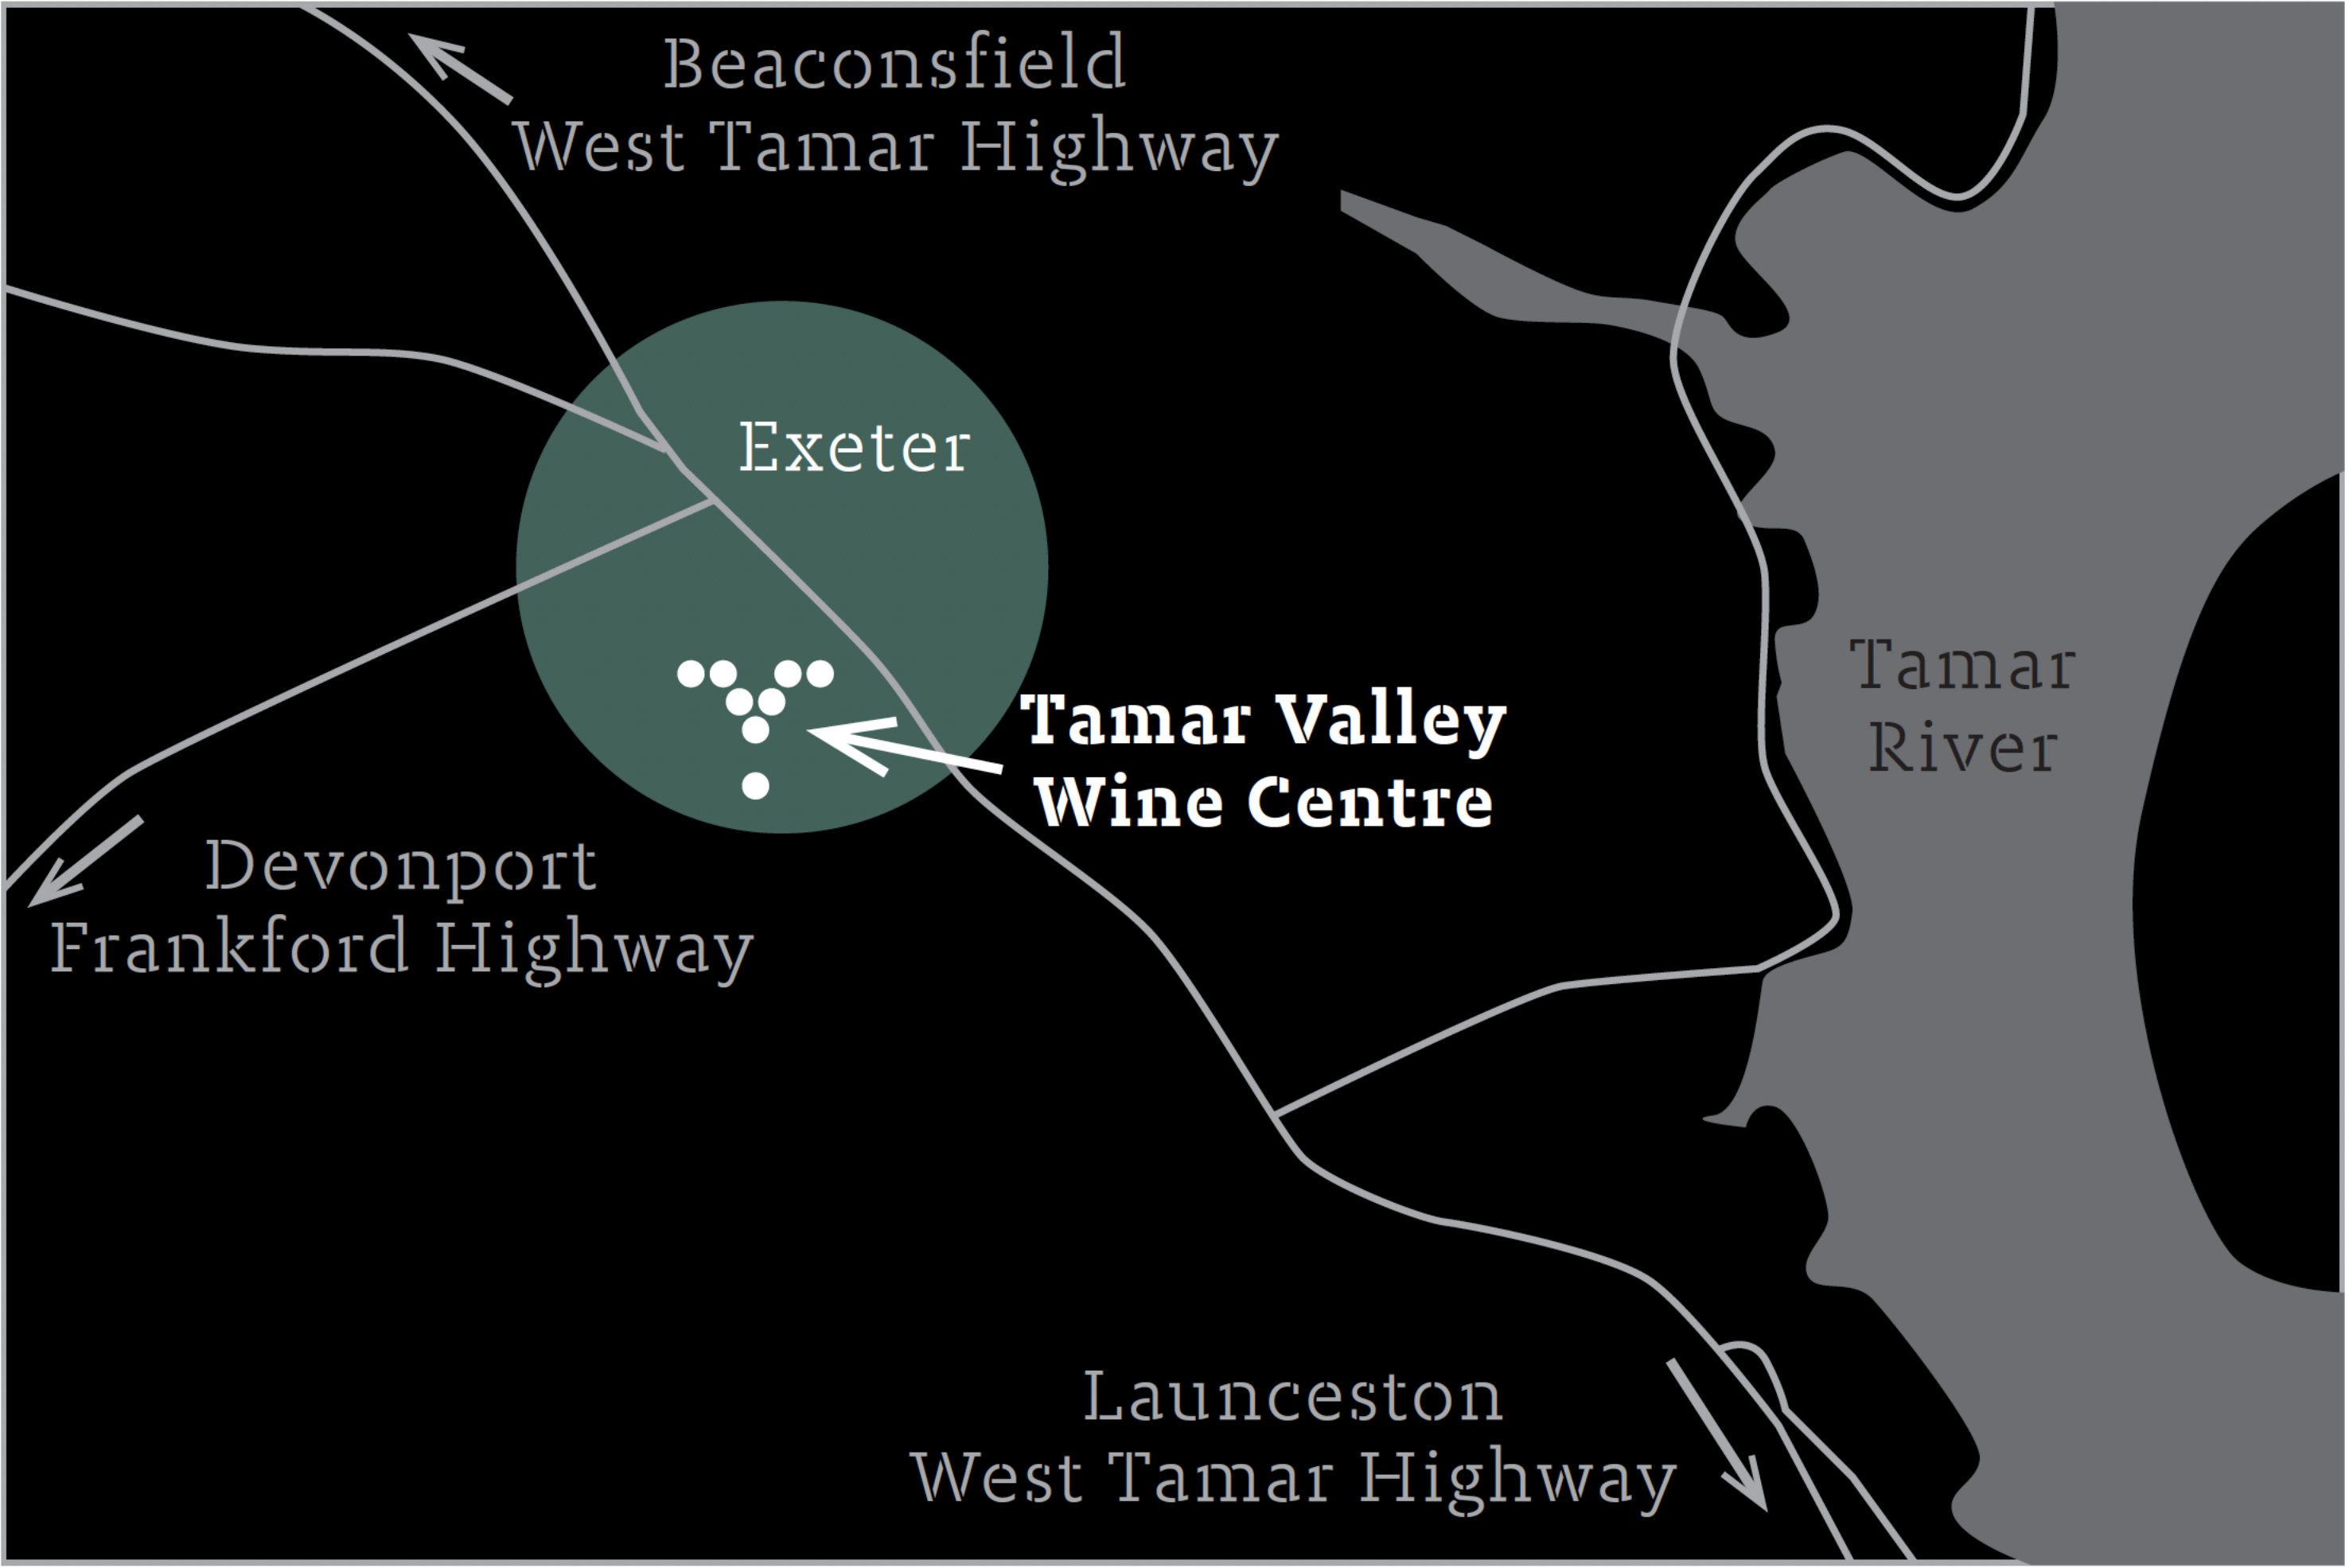 Beaconsfield
West Tamar Highway
Exeter
Tamar
River
Tamar Valley
Wine Centre
Devonport
Frankford Highway
Launceston
West Tamar Highway